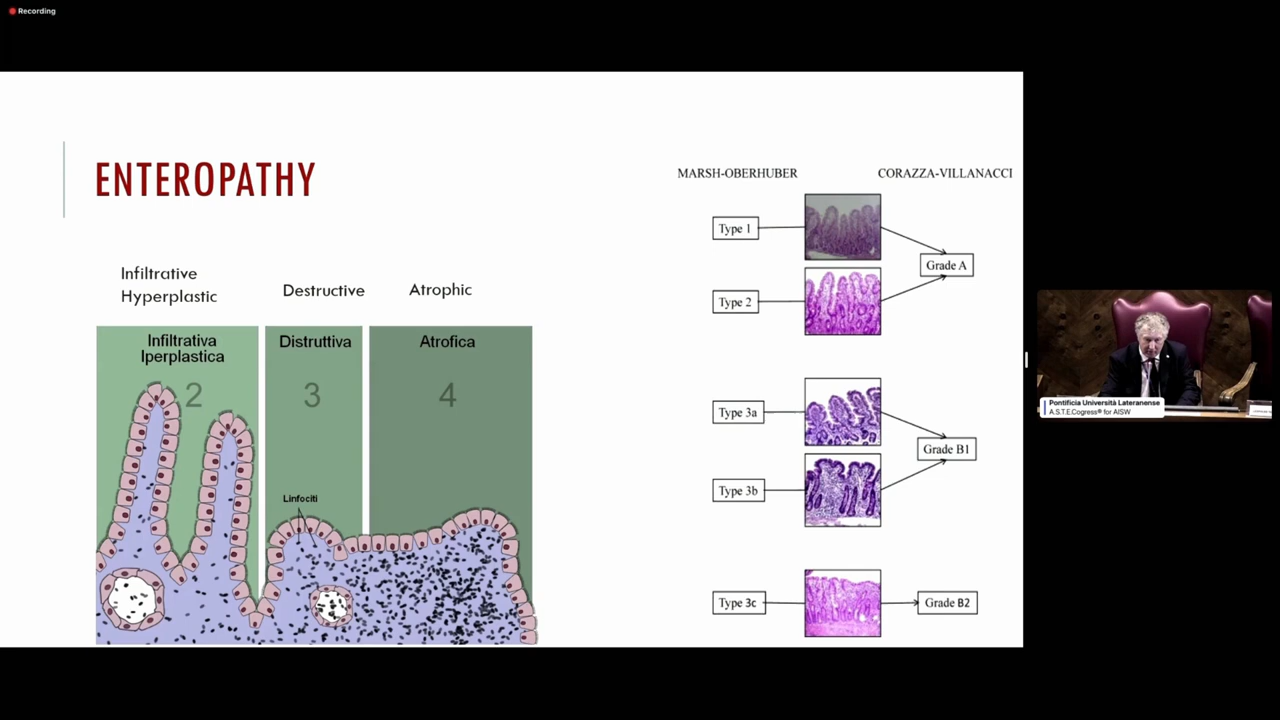 Recording
ENTEROPATHY
Infiltrative
Hyperplastic
Destructive
Atrophic
Infiltrativa
Iperplastica
2
Distruttiva
3
Atrofica
4
Linfociti
MARSH-OBERHUBER
CORAZZA-VILLANACCI
Type 1
Type 2
Grade A
Type 3a
Type 3b
Grade B1
Type 3c
Grade B2
Pontificia Università Lateranense
A.S.T.E.Cogress® for AISW